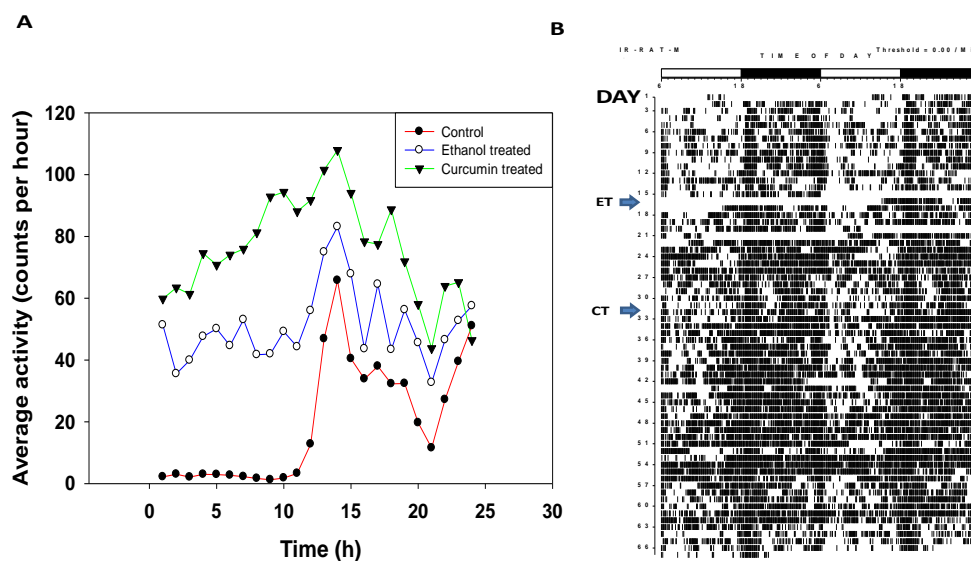 A
Average activity (counts per hour)
120
100
80
60
40
20
0
0 5 10 15 20 25 30
Time (h)
Control
Ethanol treated
Curcumin treated
B
IR-RAT-M TIME OF DAY Threshold = 0.00 / M
6 18 6 18
DAY
1
3
6
9
12
15
ET
18
21
24
27
30
CT
33
36
39
42
45
48
51
54
57
60
63
66